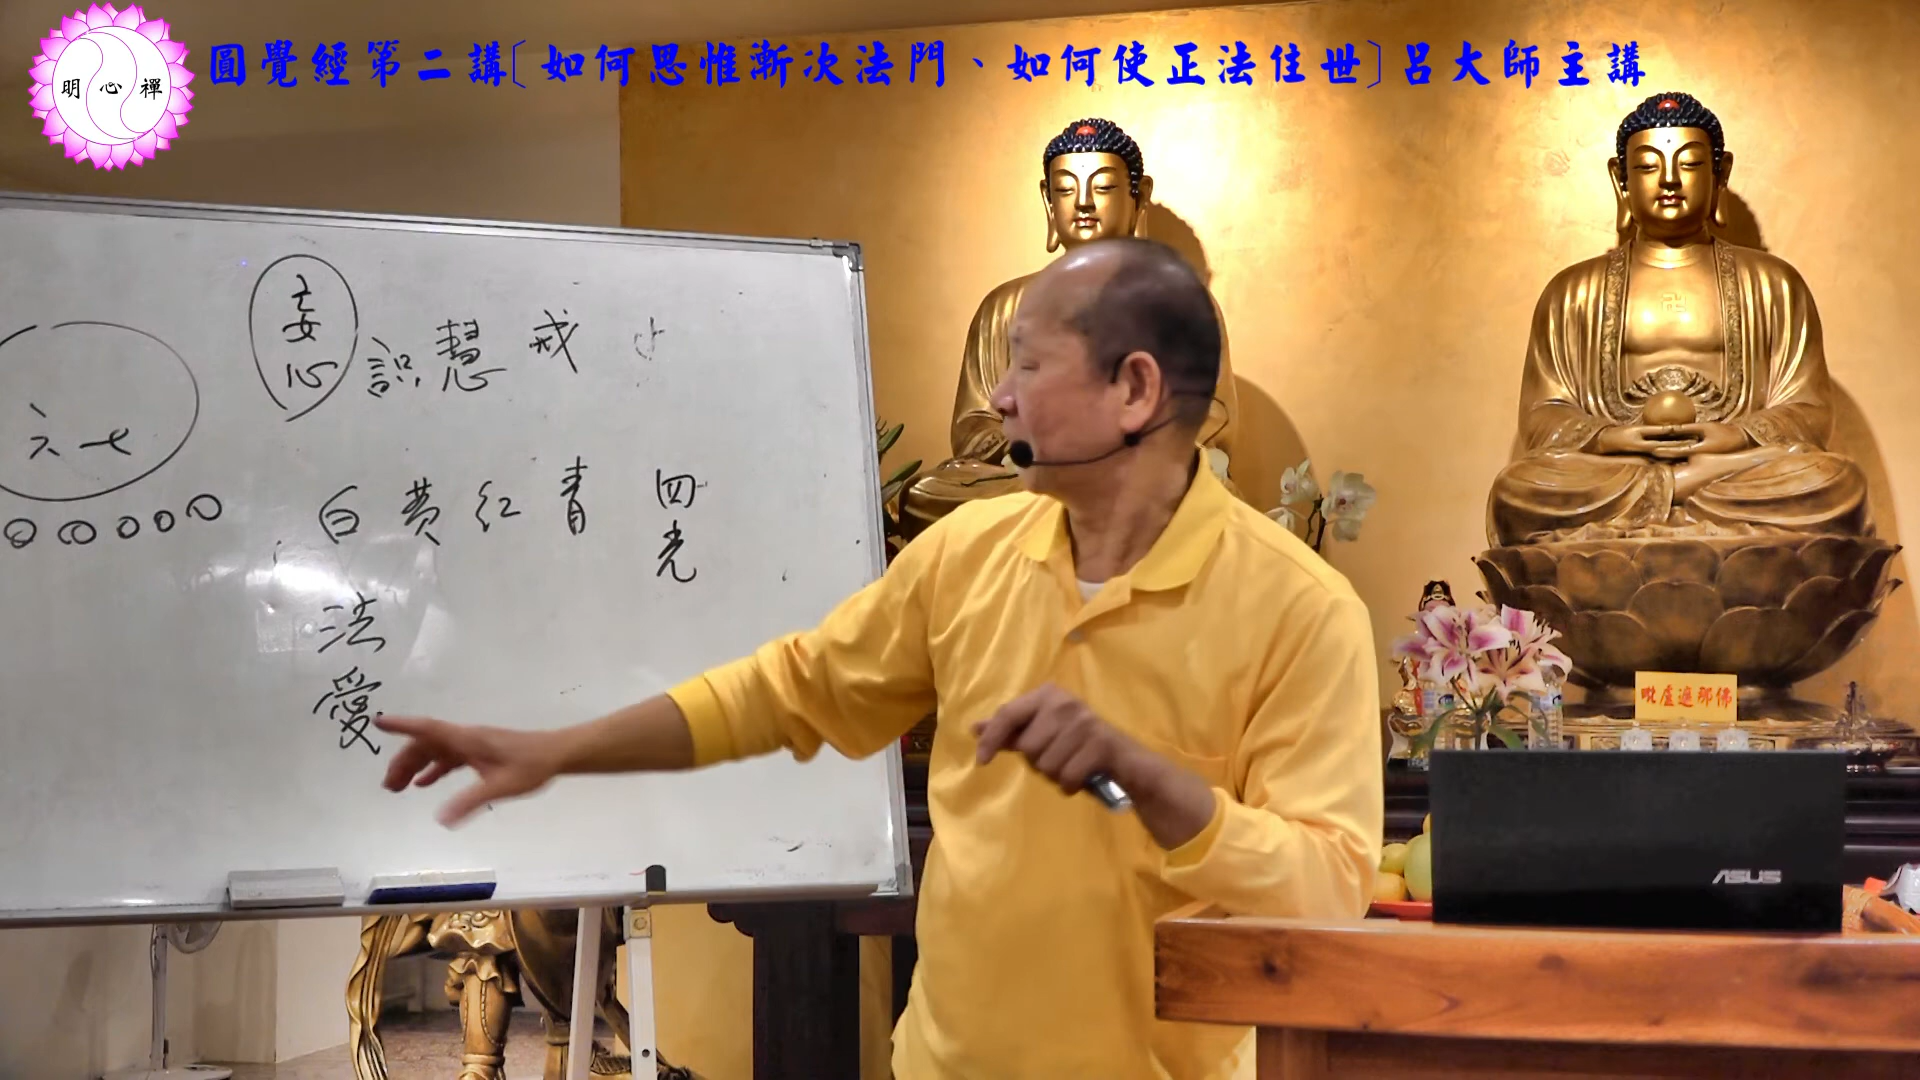 圓覺經第二講〔如何思惟漸次法門、如何使正法住世〕呂大師主講
明心禪
妄心
識 慧 戒
六 七
白 黄 红 青
四光
法愛
毗盧遮那佛
ASUS